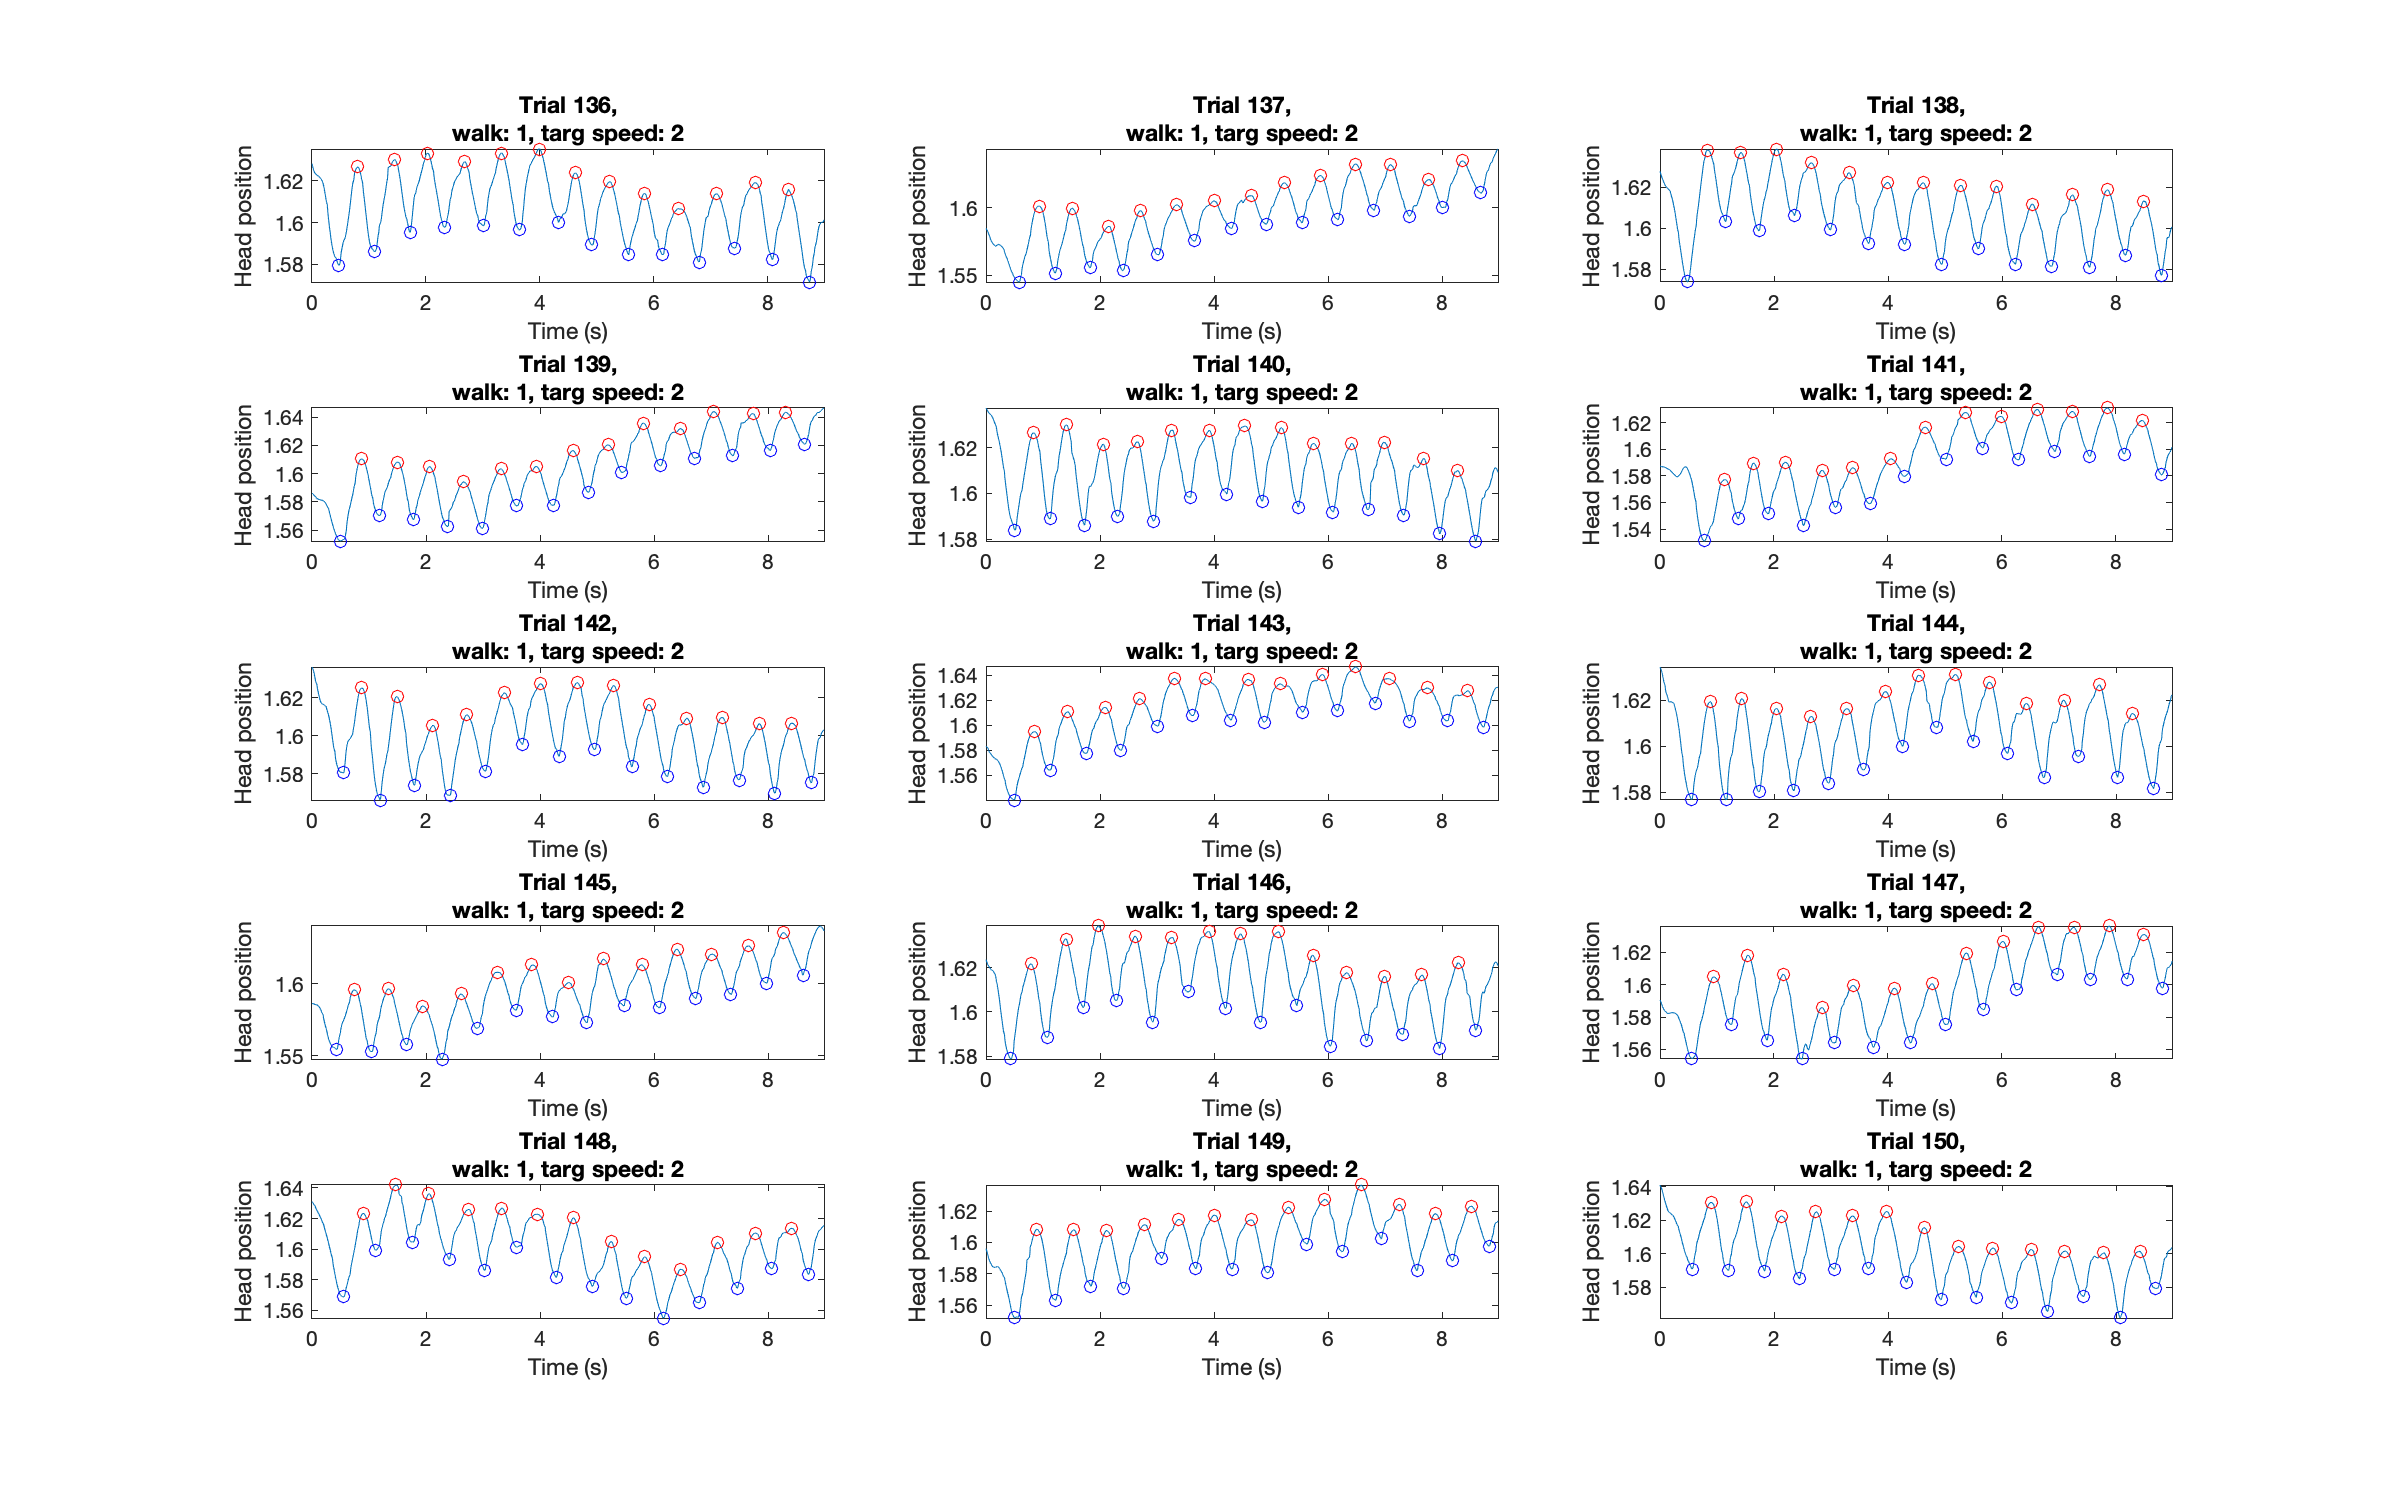 Trial 136,
walk: 1, targ speed: 2
Head position
1.62
1.6
1.58
0 2 4 6 8
Time (s)
Trial 137,
walk: 1, targ speed: 2
Head position
1.6
1.55
0 2 4 6 8
Time (s)
Trial 138,
walk: 1, targ speed: 2
Head position
1.62
1.6
1.58
0 2 4 6 8
Time (s)
Trial 139,
walk: 1, targ speed: 2
Head position
1.64
1.62
1.6
1.58
1.56
0 2 4 6 8
Time (s)
Trial 140,
walk: 1, targ speed: 2
Head position
1.62
1.6
1.58
0 2 4 6 8
Time (s)
Trial 141,
walk: 1, targ speed: 2
Head position
1.62
1.6
1.58
1.56
1.54
0 2 4 6 8
Time (s)
Trial 142,
walk: 1, targ speed: 2
Head position
1.62
1.6
1.58
0 2 4 6 8
Time (s)
Trial 143,
walk: 1, targ speed: 2
Head position
1.64
1.62
1.6
1.58
1.56
0 2 4 6 8
Time (s)
Trial 144,
walk: 1, targ speed: 2
Head position
1.62
1.6
1.58
0 2 4 6 8
Time (s)
Trial 145,
walk: 1, targ speed: 2
Head position
1.6
1.55
0 2 4 6 8
Time (s)
Trial 146,
walk: 1, targ speed: 2
Head position
1.62
1.6
1.58
0 2 4 6 8
Time (s)
Trial 147,
walk: 1, targ speed: 2
Head position
1.62
1.6
1.58
1.56
0 2 4 6 8
Time (s)
Trial 148,
walk: 1, targ speed: 2
Head position
1.64
1.62
1.6
1.58
1.56
0 2 4 6 8
Time (s)
Trial 149,
walk: 1, targ speed: 2
Head position
1.62
1.6
1.58
1.56
0 2 4 6 8
Time (s)
Trial 150,
walk: 1, targ speed: 2
Head position
1.64
1.62
1.6
1.58
0 2 4 6 8
Time (s)